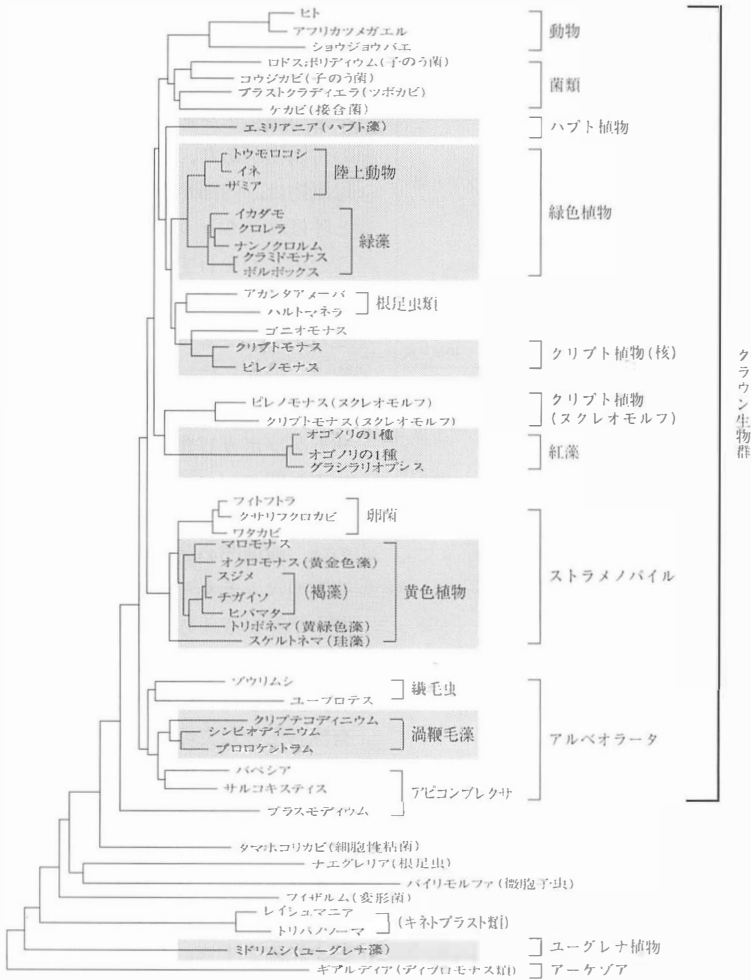 ヒト
アフリカツメガエル
ショウジョウバエ
動物
ロドスポリディウム(子のう菌)
コウジカビ(子のう菌)
ブラストクラディエラ(ツボカビ)
ケカビ(接合菌)
菌類
エミリアニア(ハプト藻)
ハプト植物
トウモロコシ
イネ
ザミア
陸上動物
イカダモ
クロレラ
ナンノクロルム
クラミドモナス
ボルボックス
緑藻
緑色植物
アカンタアメーバ
ハルトマネラ
根足虫類
ゴニオモナス
クリプトモナス
ピレノモナス
クリプト植物(核)
ピレノモナス(ヌクレオモルフ)
クリプトモナス(ヌクレオモルフ)
クリプト植物
(ヌクレオモルフ)
オゴノリの1種
オゴノリの1種
グラシラリオプシス
紅藻
フィトフトラ
クサリフクロカビ
ワタカビ
卵菌
マロモナス
オクロモナス(黄金色藻)
スジメ
チガイソ
ヒバマタ
(褐藻)
トリボネマ(黄緑色藻)
スケルトネマ(珪藻)
黄色植物
ストラメノパイル
ゾウリムシ
ユープロテス
繊毛虫
クリプテコディニウム
シンビオディニウム
プロロケントラム
渦鞭毛藻
バベシア
サルコキスティス
プラスモディウム
アピコンプレクサ
アルベオラータ
クラウン生物群
タマホコリカビ(細胞性粘菌)
ナエグレリア(根足虫)
バイリモルファ(微胞子虫)
フィザルム(変形菌)
レイシュマニア
トリパノソーマ
(キネトプラスト類)
ミドリムシ(ユーグレナ藻)
ユーグレナ植物
ギアルディア(ディプロモナス類)
アーケゾア